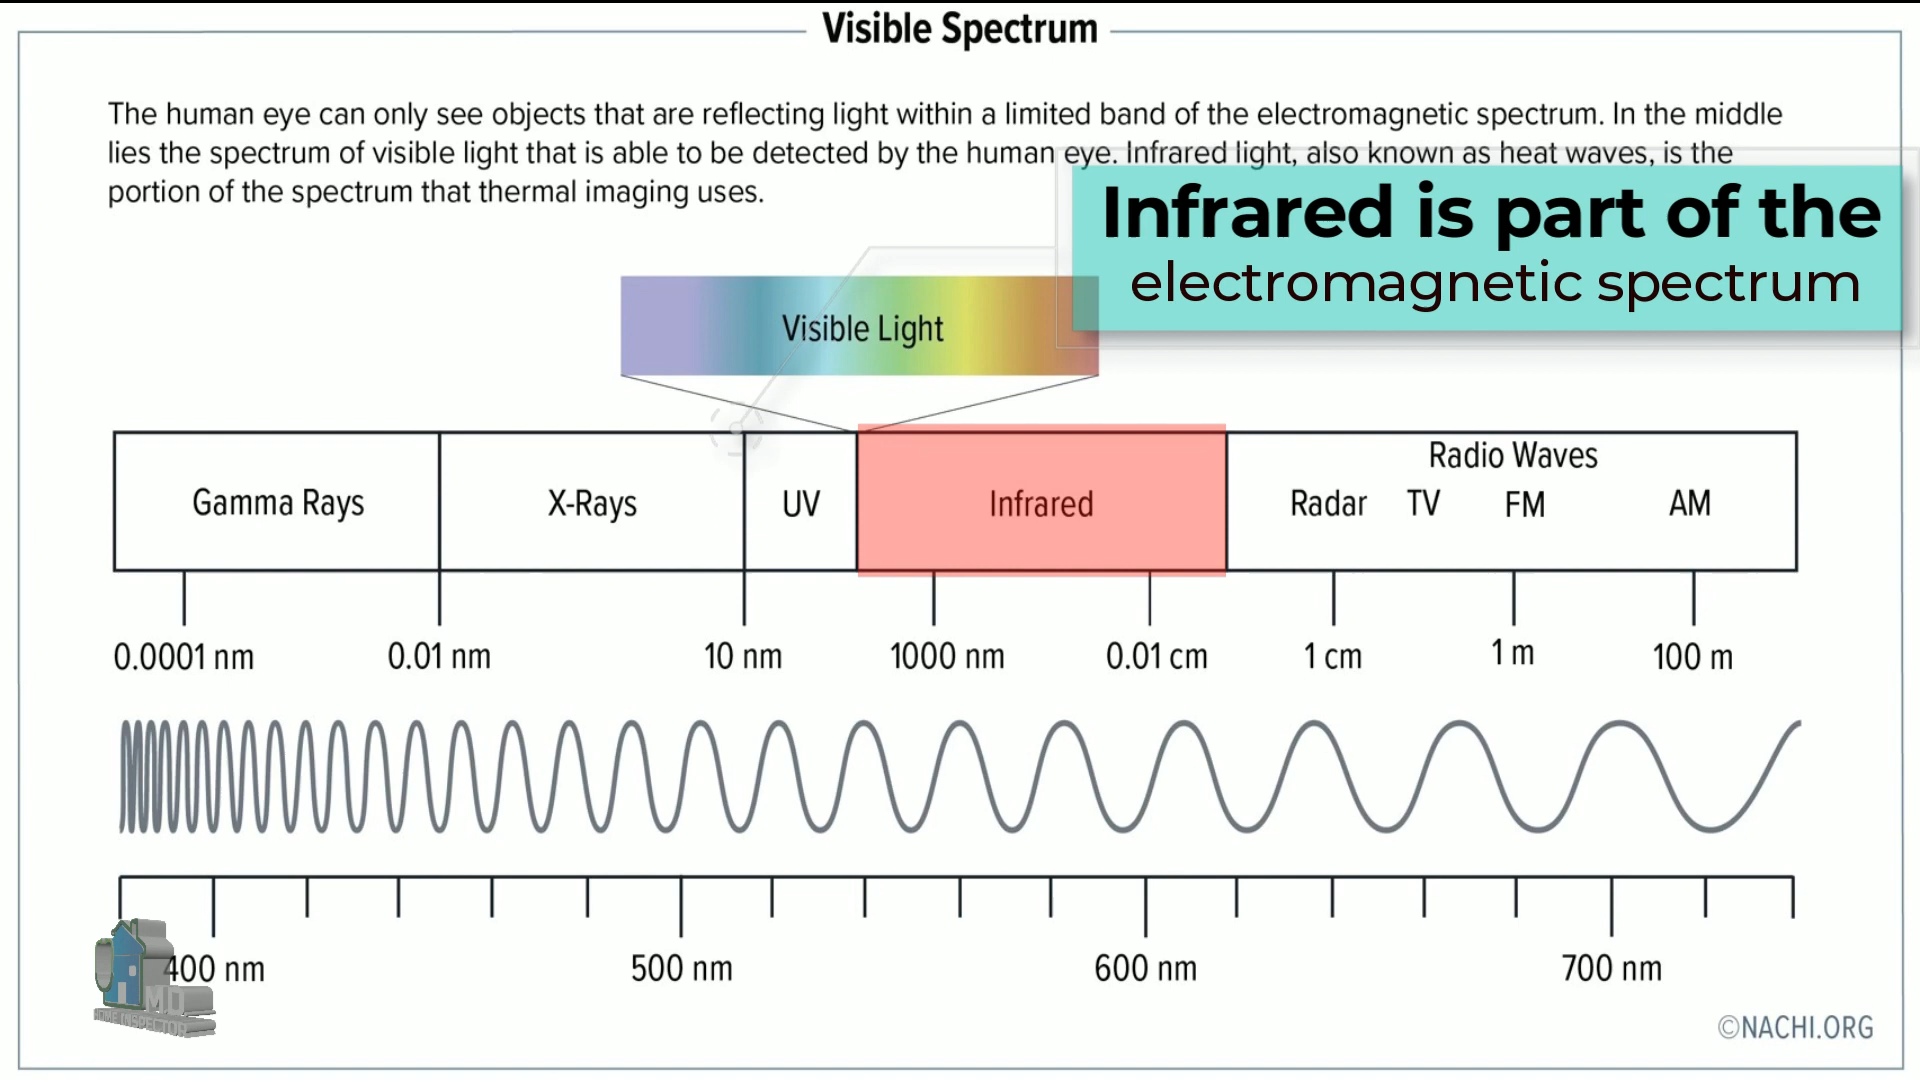 Visible Spectrum
The human eye can only see objects that are reflecting light within a limited band of the electromagnetic spectrum. In the middle
lies the spectrum of visible light that is able to be detected by the human eye. Infrared light, also known as heat waves, is the
portion of the spectrum that thermal imaging uses.
Infrared is part of the
electromagnetic spectrum
Visible Light
Radio Waves
Gamma Rays X-Rays UV Infrared Radar TV FM AM
0.0001 nm 0.01 nm 10 nm 1000 nm 0.01 cm 1 cm 1 m 100 m
400 nm 500 nm 600 nm 700 nm
MD
HOME INSPECTOR
©NACHI.ORG